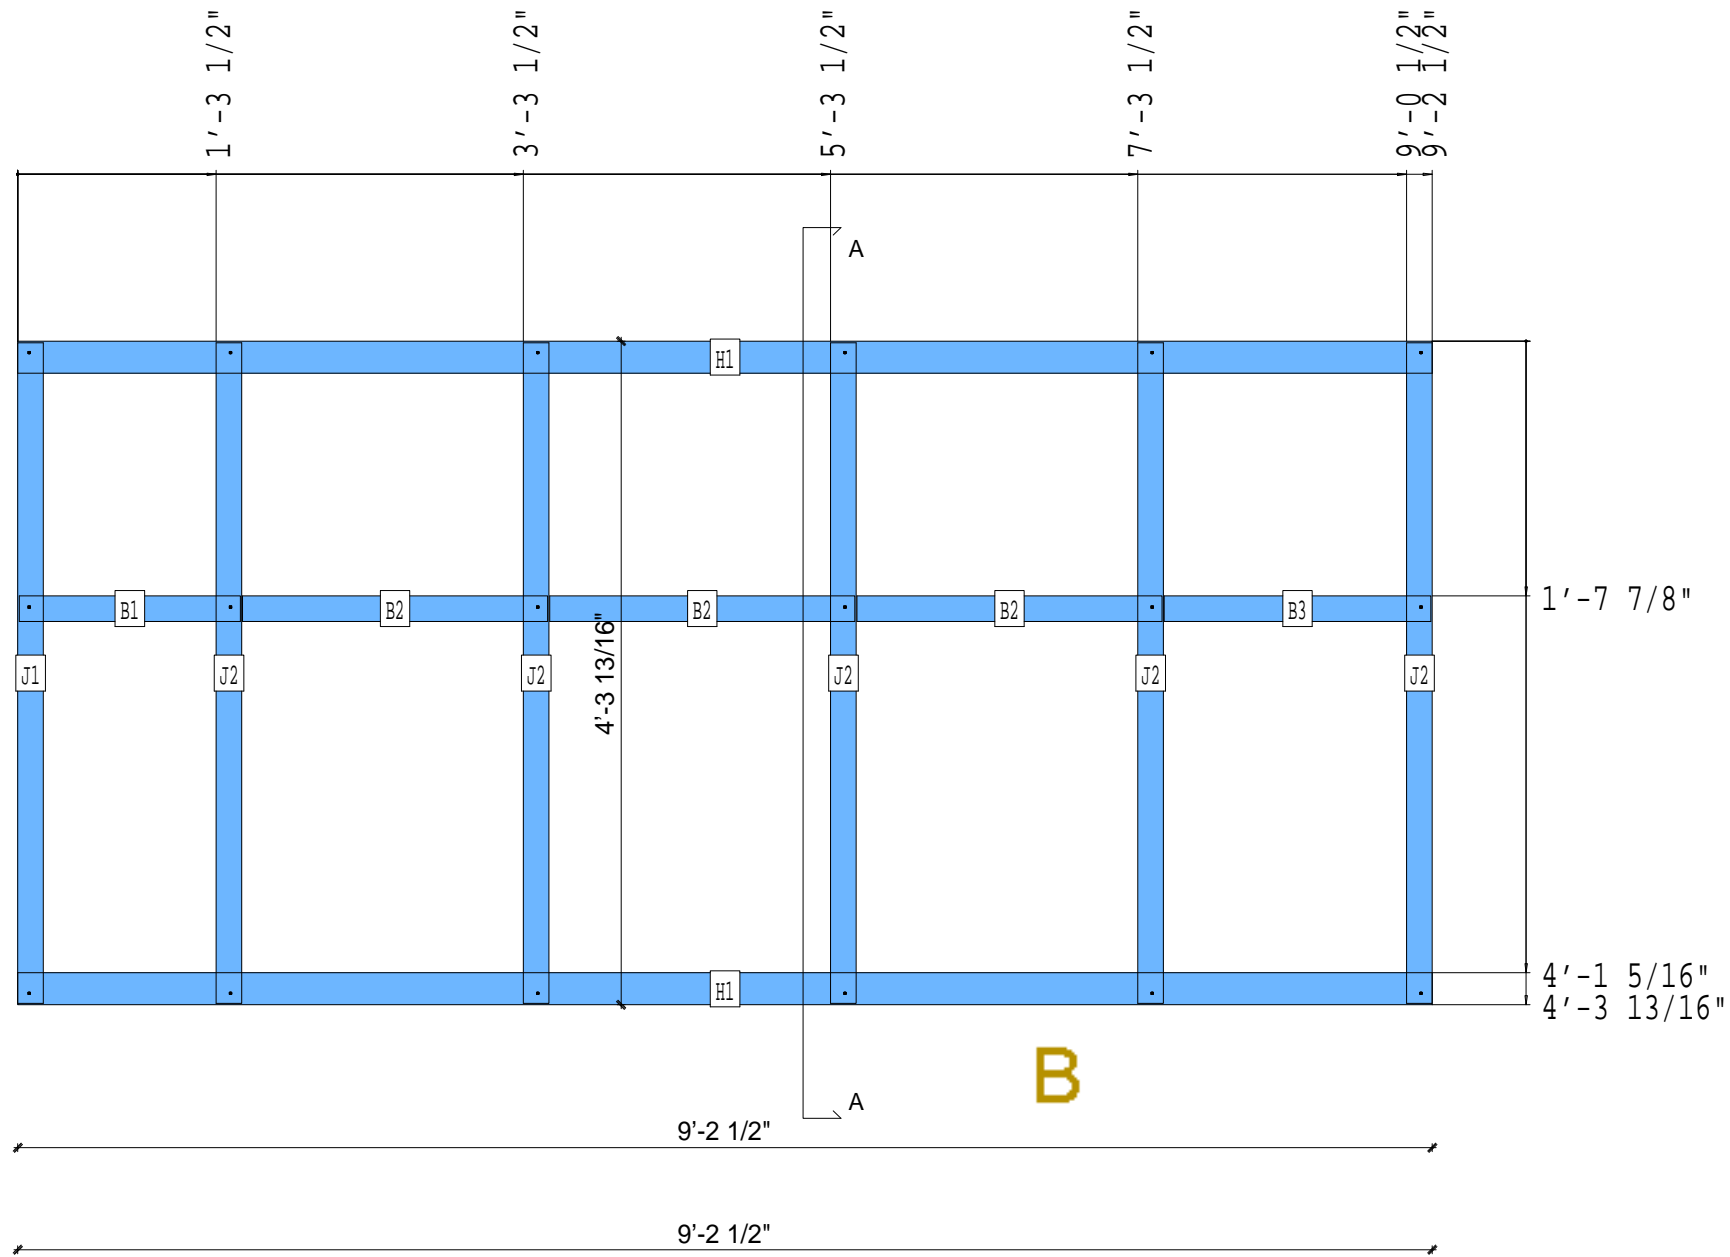 1'-3 1/2"
3'-3 1/2"
5'-3 1/2"
7'-3 1/2"
9'-0 1/2"
9'-2 1/2"
A
H1
B1 B2 B2 B2 B3
1'-7 7/8"
4'-3 13/16"
J1 J2 J2 J2 J2 J2
4'-1 5/16"
H1
4'-3 13/16"
B
A
9'-2 1/2"
9'-2 1/2"